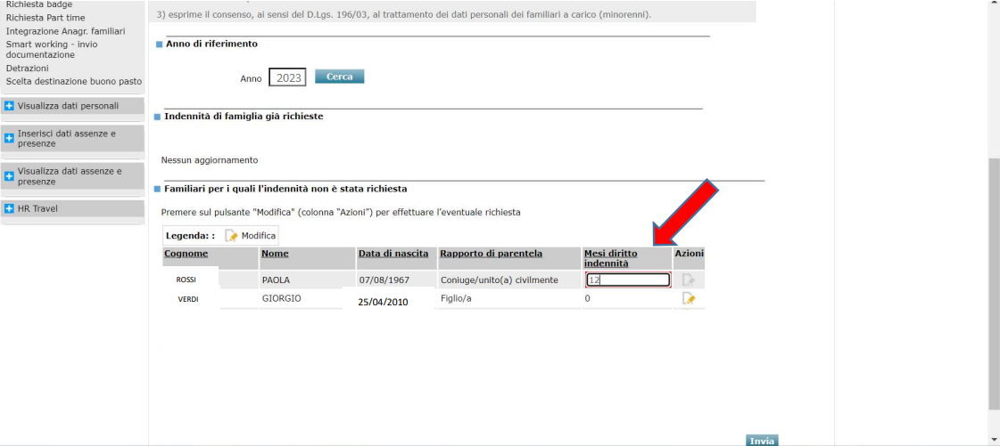 Richiesta badge
Richiesta Part time
Integrazione Anagr. familiari
Smart working - invio
documentazione
Detrazioni
Scelta destinazione buono pasto
Visualizza dati personali
Inserisci dati assenze e
presenze
Visualizza dati assenze e
presenze
HR Travel
3) esprime il consenso, ai sensi del D.Lgs. 196/03, al trattamento dei dati personali dei familiari a carico (minorenni).
Anno di riferimento
Anno 2023 Cerca
Indennità di famiglia già richieste
Nessun aggiornamento
Familiari per i quali l'indennità non è stata richiesta
Premere sul pulsante "Modifica" (colonna "Azioni") per effettuare l'eventuale richiesta
Legenda: : Modifica
Cognome Nome Data di nascita Rapporto di parentela Mesi diritto indennità Azioni
ROSSI PAOLA 07/08/1967 Coniuge/unito(a) civilmente 12
VERDI GIORGIO 25/04/2010 Figlio/a 0
Invia